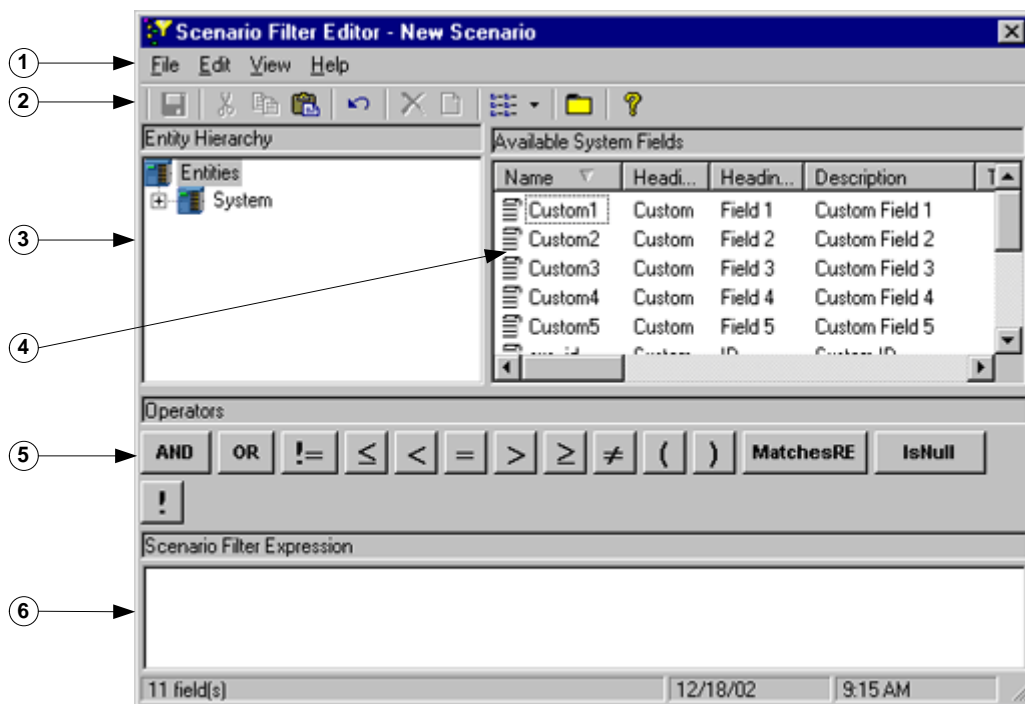 Scenario Filter Editor - New Scenario
1
File Edit View Help
2
Entity Hierarchy
Available System Fields
Entities
System
Name Headi... Headin... Description T
Custom1 Custom Field 1 Custom Field 1
Custom2 Custom Field 2 Custom Field 2
3
Custom3 Custom Field 3 Custom Field 3
Custom4 Custom Field 4 Custom Field 4
Custom5 Custom Field 5 Custom Field 5
4
ID
Operators
5
AND OR != ≤ < = > ≥ ≠ ( ) MatchesRE IsNull
!
Scenario Filter Expression
6
11 field(s) 12/18/02 9:15 AM